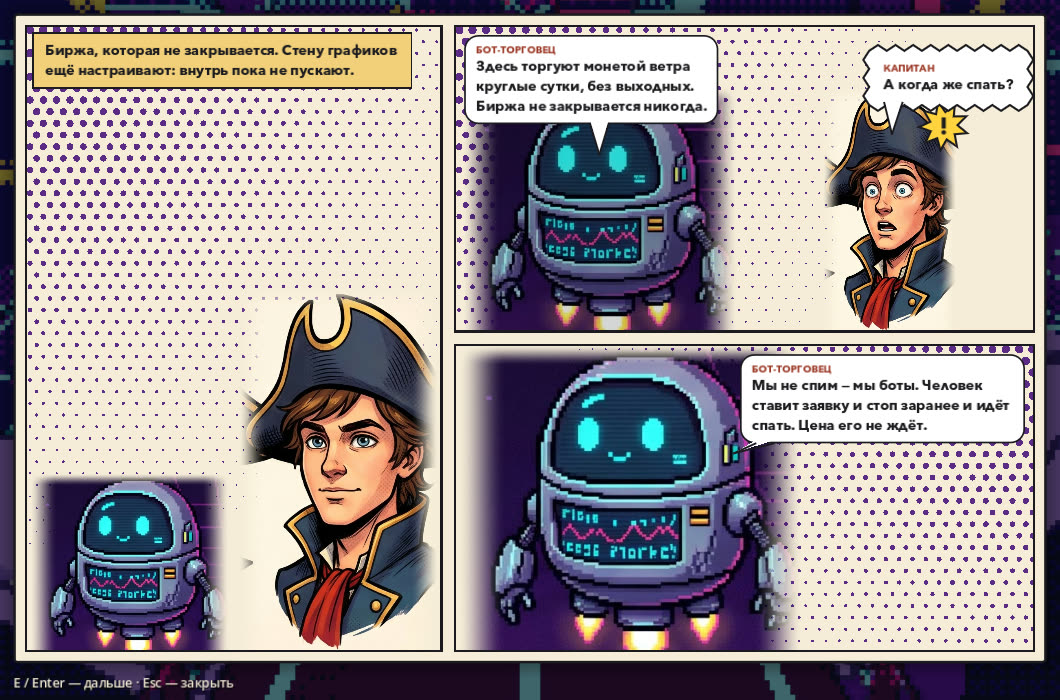 Биржа, которая не закрывается. Стену графиков
ещё настраивают: внутрь пока не пускают.
БОТ-ТОРГОВЕЦ
Здесь торгуют монетой ветра
круглые сутки, без выходных.
Биржа не закрывается никогда.
КАПИТАН
А когда же спать?
!
БОТ-ТОРГОВЕЦ
Мы не спим — мы боты. Человек
ставит заявку и стоп заранее и идёт
спать. Цена его не ждёт.
E / Enter — дальше · Esc — закрыть